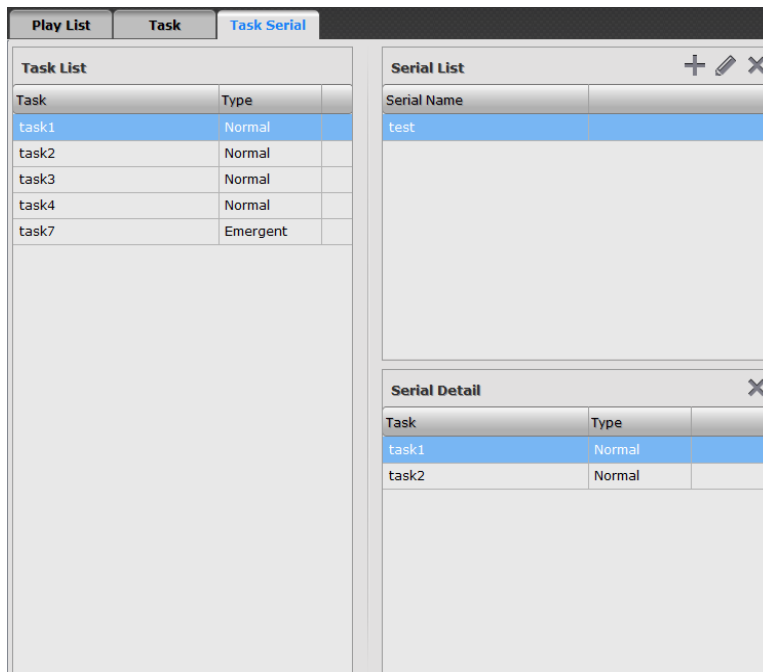 Play List Task Task Serial
Task List
Task Type
task1 Normal
task2 Normal
task3 Normal
task4 Normal
task7 Emergent
Serial List
Serial Name
test
Serial Detail
Task Type
task1 Normal
task2 Normal